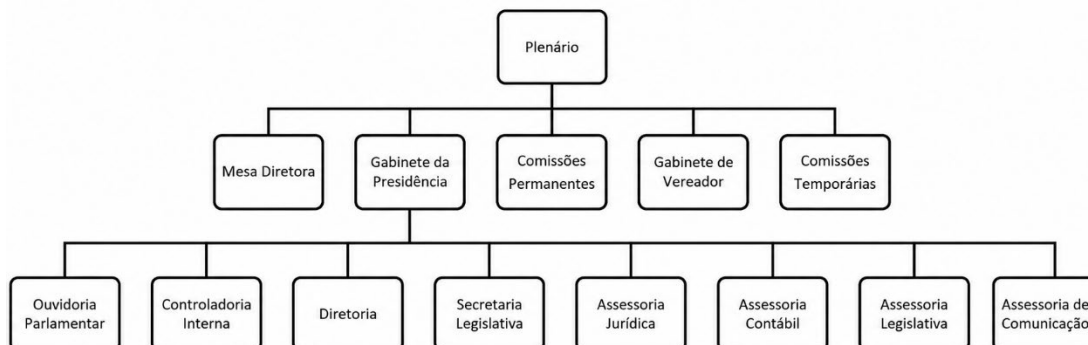 Plenário
Mesa Diretora
Gabinete da
Presidência
Comissões
Permanentes
Gabinete de
Vereador
Comissões
Temporárias
Ouvidoria
Parlamentar
Controladoria
Interna
Diretoria
Secretaria
Legislativa
Assessoria
Jurídica
Assessoria
Contábil
Assessoria
Legislativa
Assessoria de
Comunicação